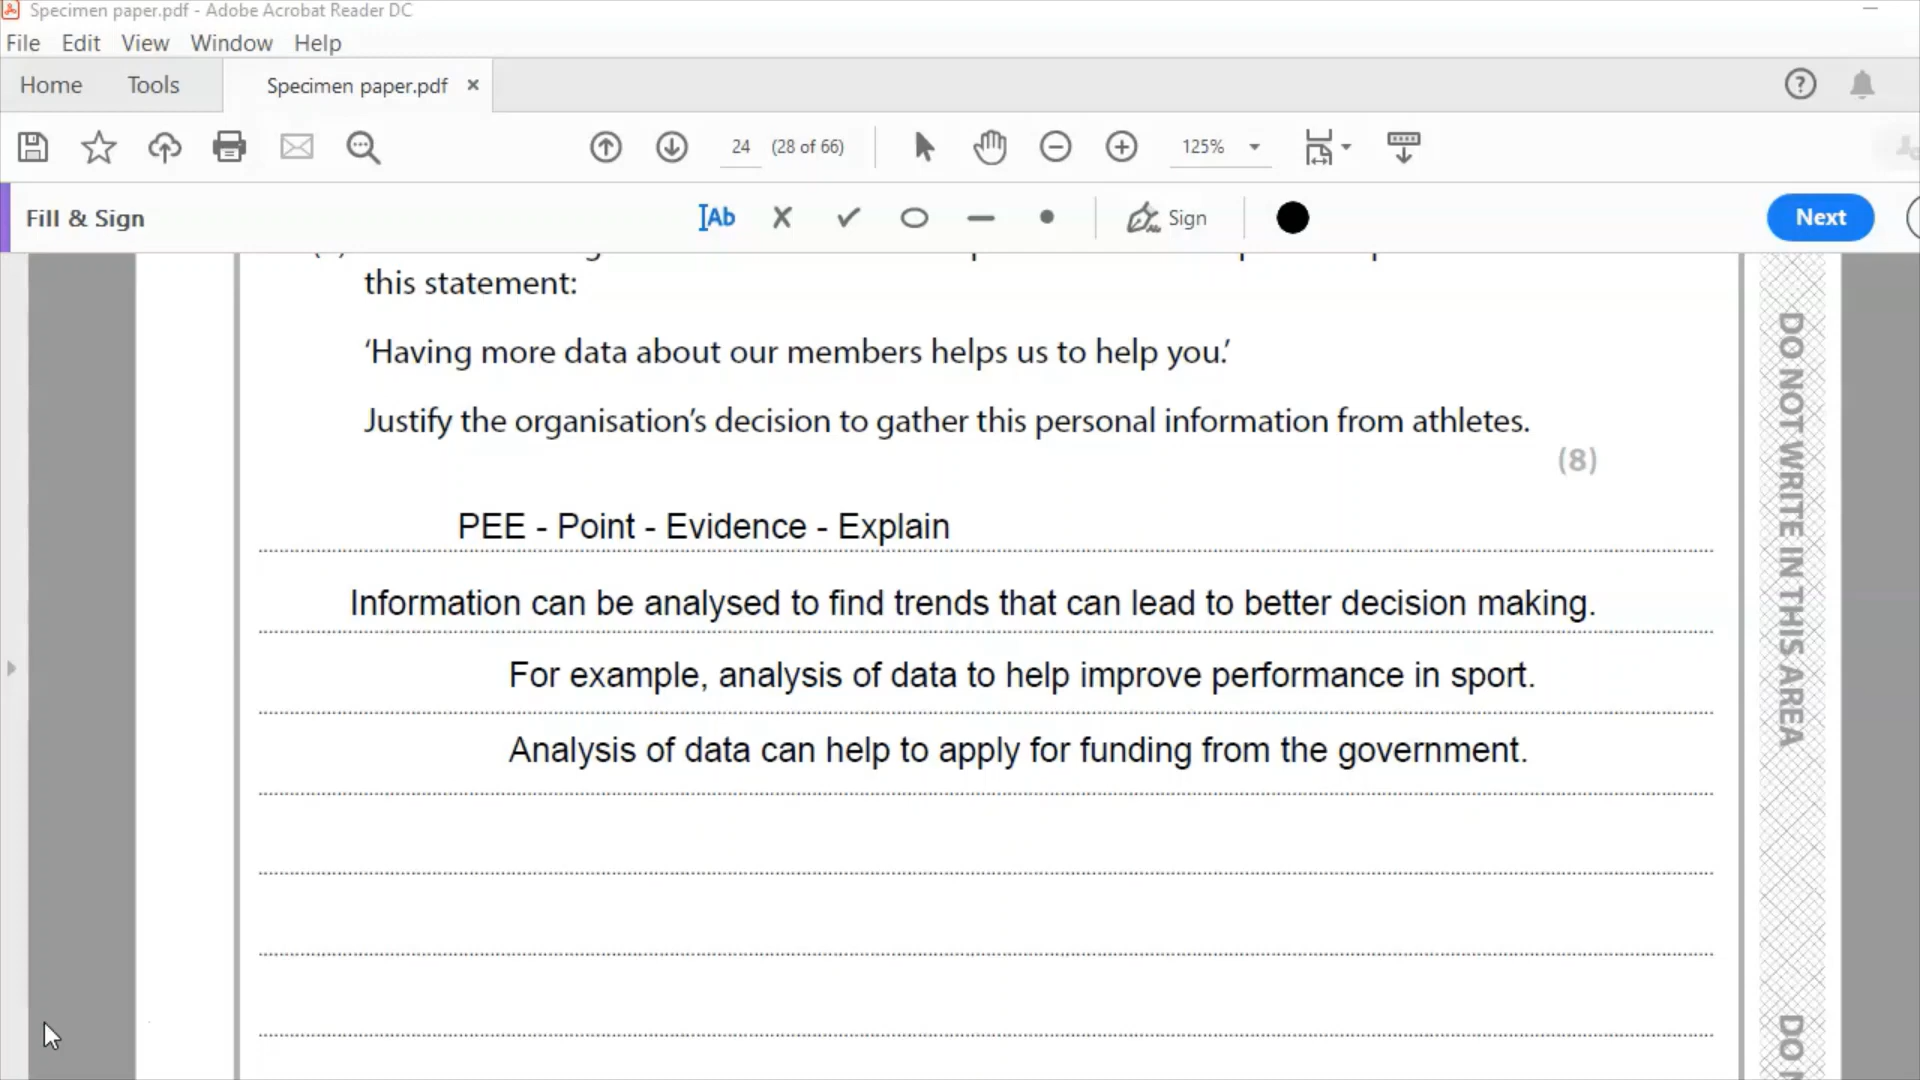 Specimen paper.pdf - Adobe Acrobat Reader DC
File Edit View Window Help
Home Tools Specimen paper.pdf ×
24 (28 of 66) 125%
Fill & Sign Ab Sign Next
this statement:
‘Having more data about our members helps us to help you.’
Justify the organisation’s decision to gather this personal information from athletes.
(8)
PEE - Point - Evidence - Explain
Information can be analysed to find trends that can lead to better decision making.
For example, analysis of data to help improve performance in sport.
Analysis of data can help to apply for funding from the government.
DO NOT WRITE IN THIS AREA
DO